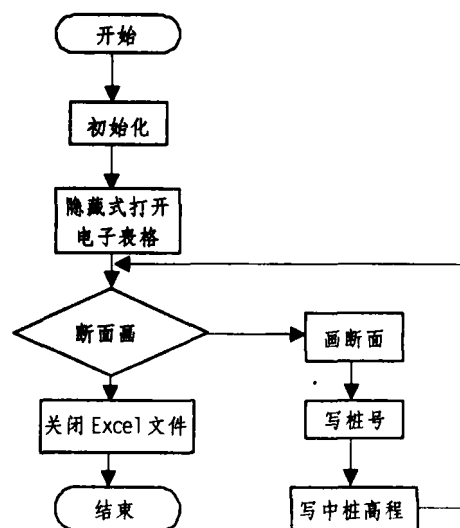 开始
初始化
隐藏式打开
电子表格
断面画
画断面
关闭 Excel 文件
写桩号
结束
写中桩高程